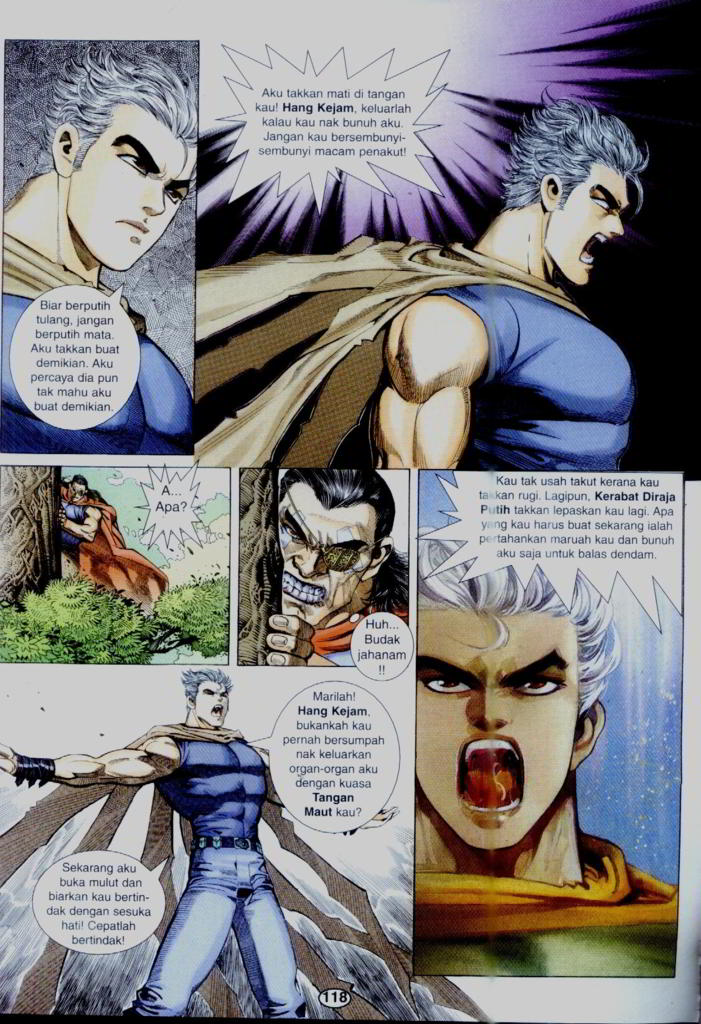 Biar berputih
tulang, jangan
berputih mata.
Aku takkan buat
demikian. Aku
percaya dia pun
tak mahu aku
buat demikian.
Aku takkan mati di tangan
kau! Hang Kejam, keluarlah
kalau kau nak bunuh aku.
Jangan kau bersembunyi-
sembunyi macam penakut!
A...
Apa?
Huh...
Budak
jahanam
!!
Kau tak usah takut kerana kau
takkan rugi. Lagipun, Kerabat Diraja
Putih takkan lepaskan kau lagi. Apa
yang kau harus buat sekarang ialah
pertahankan maruah kau dan bunuh
aku saja untuk balas dendam.
Marilah!
Hang Kejam,
bukankah kau
pernah bersumpah
nak keluarkan
organ-organ aku
dengan kuasa
Tangan
Maut kau?
Sekarang aku
buka mulut dan
biarkan kau bertin-
dak dengan sesuka
hati! Cepatlah
bertindak!
118